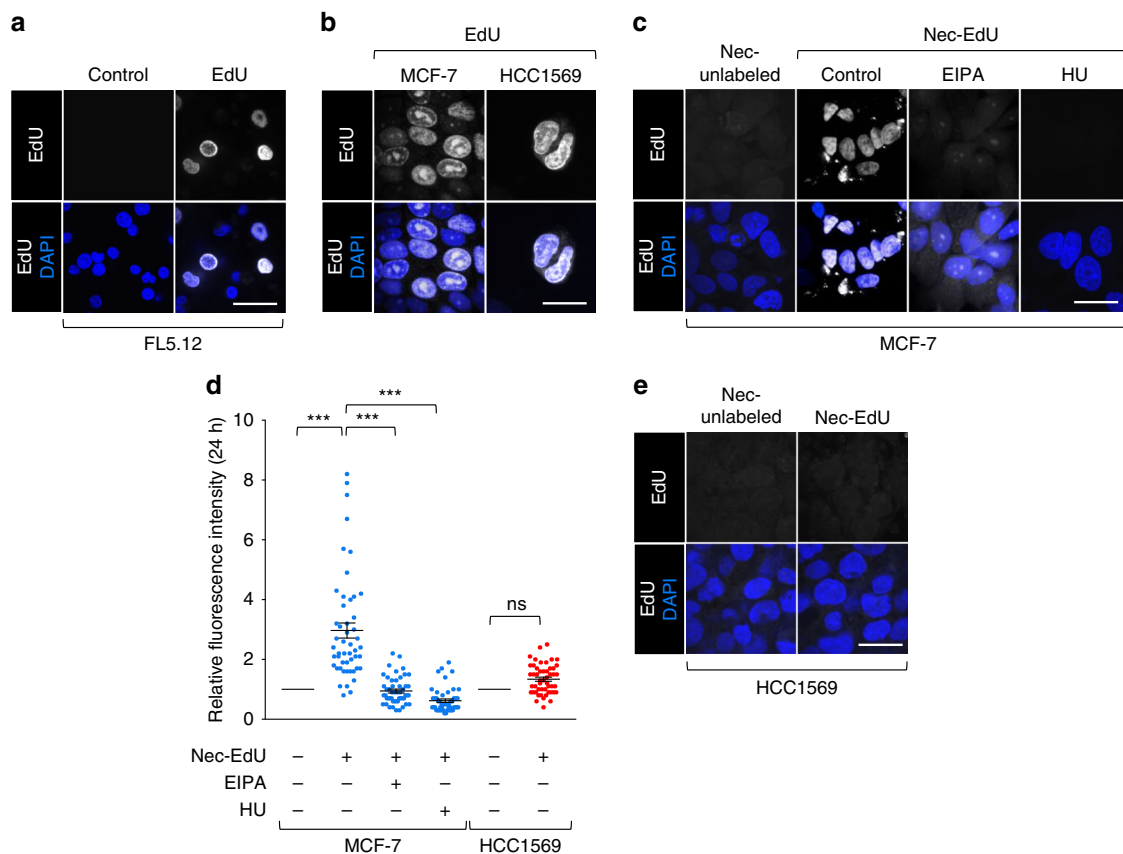 a
Control EdU
EdU
EdU
DAPI
FL5.12
b
EdU
MCF-7 HCC1569
EdU
EdU
DAPI
c
Nec-
unlabeled
Nec-EdU
Control EIPA HU
EdU
EdU
DAPI
MCF-7
d
Relative fluorescence intensity (24 h)
10
8
6
4
2
0
***
***
***
ns
Nec-EdU – + + + – +
EIPA – – + – – –
HU – – – + – –
MCF-7 HCC1569
e
Nec-
unlabeled
Nec-EdU
EdU
EdU
DAPI
HCC1569